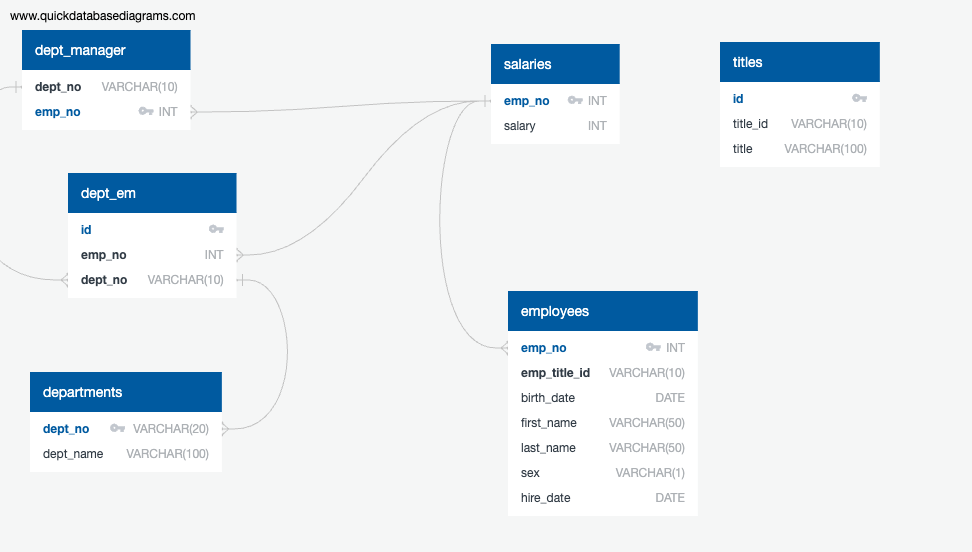 www.quickdatabasediagrams.com
dept_manager
dept_no VARCHAR(10)
emp_no INT
dept_em
id
emp_no INT
dept_no VARCHAR(10)
departments
dept_no VARCHAR(20)
dept_name VARCHAR(100)
salaries
emp_no INT
salary INT
employees
emp_no INT
emp_title_id VARCHAR(10)
birth_date DATE
first_name VARCHAR(50)
last_name VARCHAR(50)
sex VARCHAR(1)
hire_date DATE
titles
id
title_id VARCHAR(10)
title VARCHAR(100)